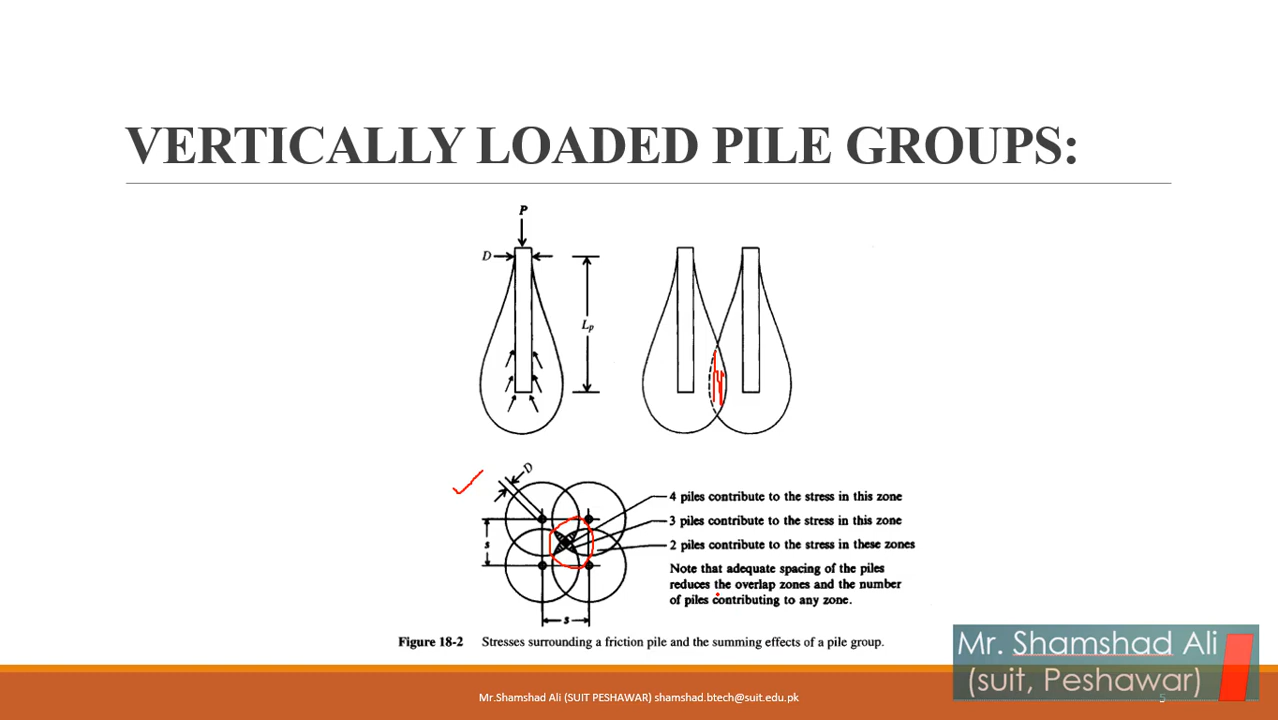 VERTICALLY LOADED PILE GROUPS:
P
D
Lp
D
s
s
4 piles contribute to the stress in this zone
3 piles contribute to the stress in this zone
2 piles contribute to the stress in these zones
Note that adequate spacing of the piles
reduces the overlap zones and the number
of piles contributing to any zone.
Figure 18-2 Stresses surrounding a friction pile and the summing effects of a pile group.
Mr. Shamshad Ali
(suit, Peshawar)
Mr.Shamshad Ali (SUIT PESHAWAR) shamshad.btech@suit.edu.pk
5